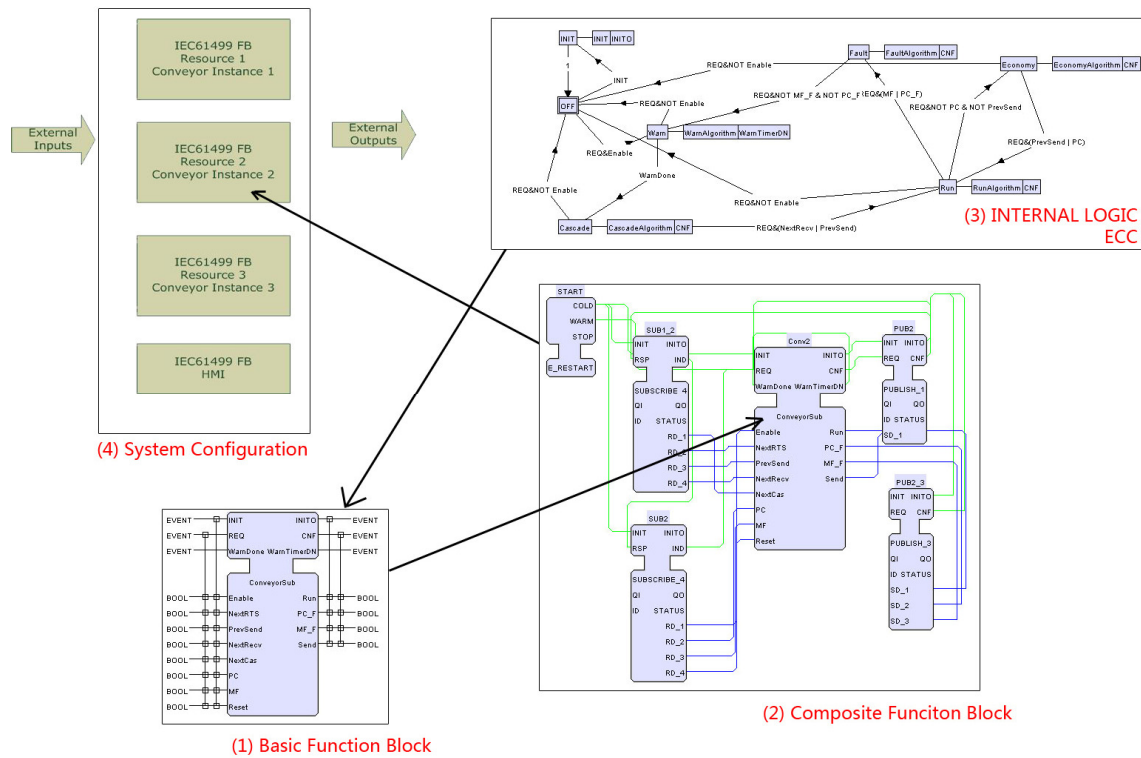 IEC61499 FB
Resource 1
Conveyor Instance 1
External
Inputs
IEC61499 FB
Resource 2
Conveyor Instance 2
External
Outputs
IEC61499 FB
Resource 3
Conveyor Instance 3
IEC61499 FB
HMI
(4) System Configuration
INIT
INIT INITO
1
INIT
OFF
REQ&NOT Enable
Fault
FaultAlgorithm CNF
Economy
EconomyAlgorithm CNF
REQ&NOT MF_F & NOT PC_F
REQ&(MF | PC_F)
REQ&NOT PC & NOT PrevSend
REQ&NOT Enable
Warn
WarnAlgorithm WarnTimerDN
REQ&Enable
REQ&(PrevSend | PC)
WarnDone
REQ&NOT Enable
Run
RunAlgorithm CNF
REQ&NOT Enable
Cascade
CascadeAlgorithm CNF
REQ&(NextRecv | PrevSend)
(3) INTERNAL LOGIC
ECC
START
COLD
WARM
STOP
E_RESTART
SUB1_2
INIT INITO
RSP IND
SUBSCRIBE_4
QI QO
ID STATUS
RD_1
RD_2
RD_3
RD_4
Conv2
INIT INITO
REQ CNF
WarnDone WarnTimerDN
ConveyorSub
Enable Run
NextRTS PC_F
PrevSend MF_F
NextRecv Send
NextCas
PC
MF
Reset
PUB2
INIT INITO
REQ CNF
PUBLISH_1
QI QO
ID STATUS
SD_1
SUB2
INIT INITO
RSP IND
SUBSCRIBE_4
QI QO
ID STATUS
RD_1
RD_2
RD_3
RD_4
PUB2_3
INIT INITO
REQ CNF
PUBLISH_3
QI QO
ID STATUS
SD_1
SD_2
SD_3
(2) Composite Funciton Block
EVENT INIT INITO EVENT
EVENT REQ CNF EVENT
EVENT WarnDone WarnTimerDN EVENT
ConveyorSub
BOOL Enable Run BOOL
BOOL NextRTS PC_F BOOL
BOOL PrevSend MF_F BOOL
BOOL NextRecv Send BOOL
BOOL NextCas
BOOL PC
BOOL MF
BOOL Reset
(1) Basic Function Block